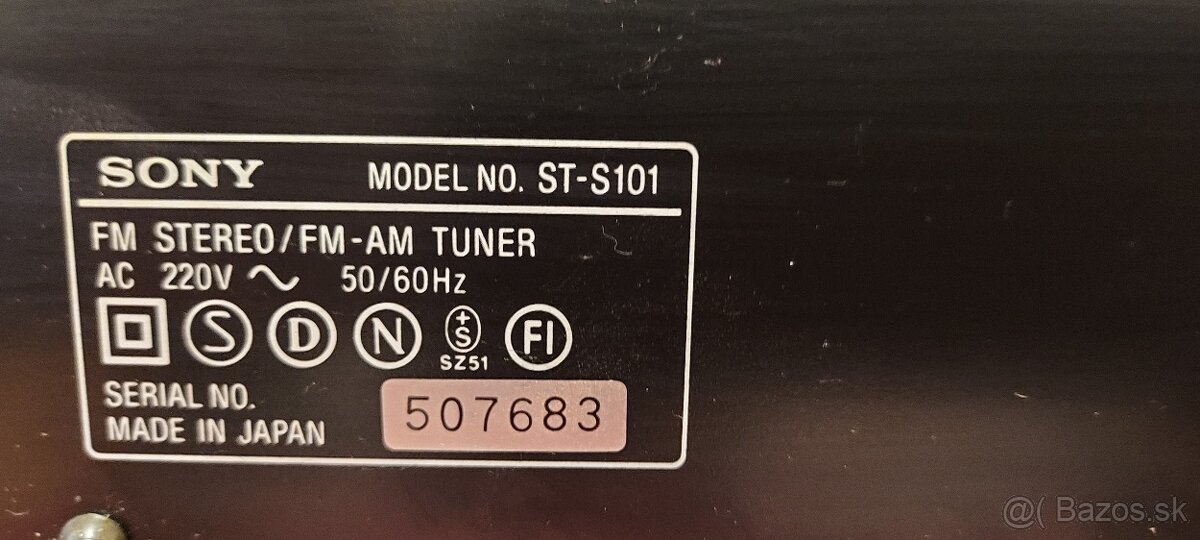 SONY MODEL NO. ST-S101
FM STEREO/FM-AM TUNER
AC 220V ~ 50/60Hz
S D N +S FI
SZ51
SERIAL NO. 507683
MADE IN JAPAN
@( Bazos.sk